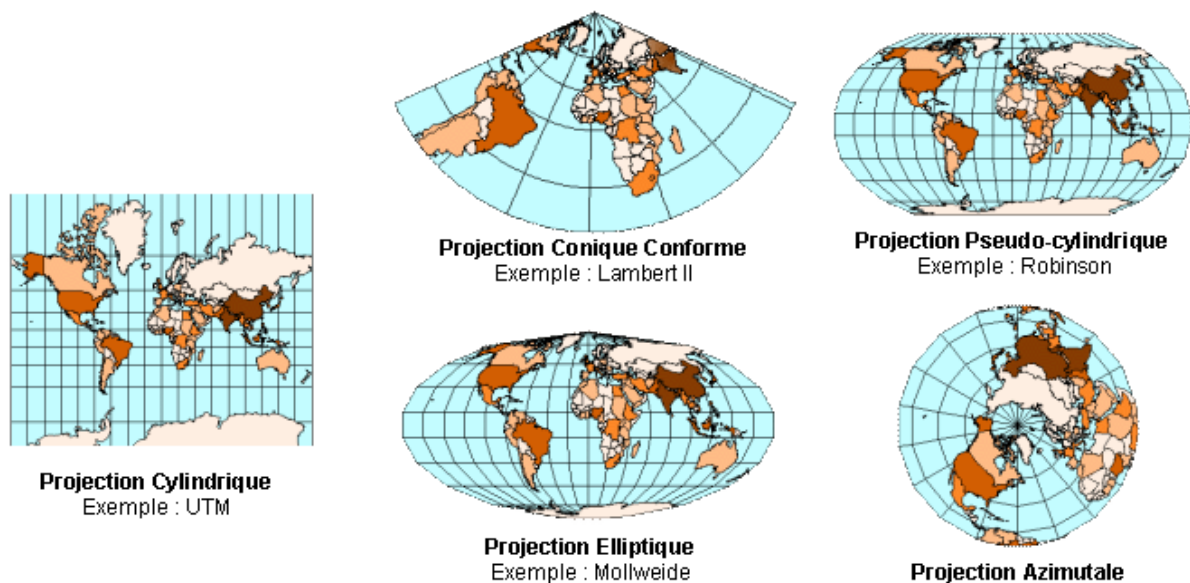 Projection Conique Conforme
Exemple : Lambert II
Projection Pseudo-cylindrique
Exemple : Robinson
Projection Cylindrique
Exemple : UTM
Projection Elliptique
Exemple : Mollweide
Projection Azimutale